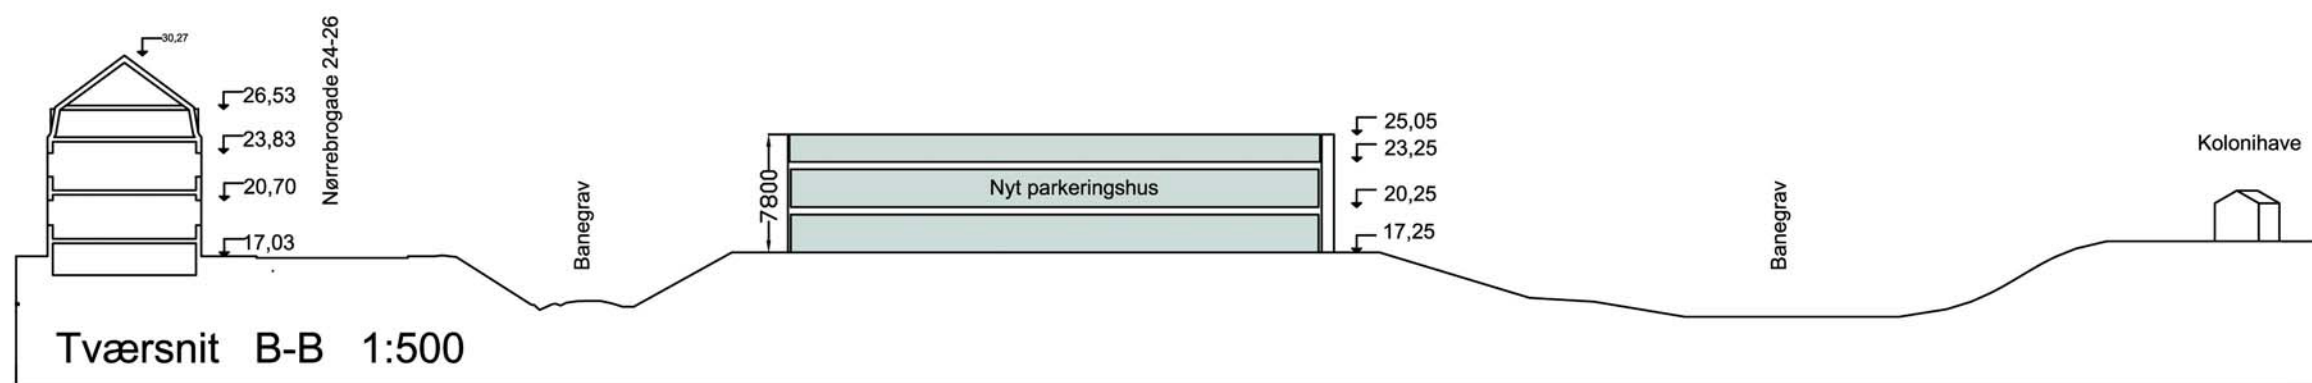 30,27
26,53
23,83
20,70
17,03
Nørrebrogade 24-26
Banegrav
7800
Nyt parkeringshus
25,05
23,25
20,25
17,25
Banegrav
Kolonihave
Tværsnit B-B 1:500